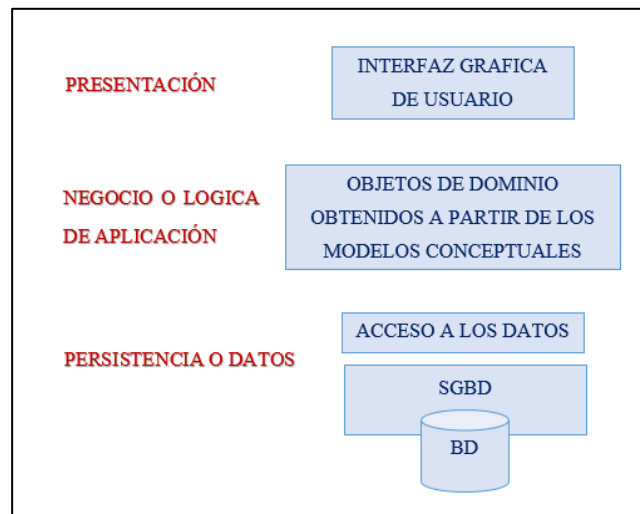 PRESENTACIÓN
INTERFAZ GRAFICA
DE USUARIO
NEGOCIO O LOGICA
DE APLICACIÓN
OBJETOS DE DOMINIO
OBTENIDOS A PARTIR DE LOS
MODELOS CONCEPTUALES
PERSISTENCIA O DATOS
ACCESO A LOS DATOS
SGBD
BD